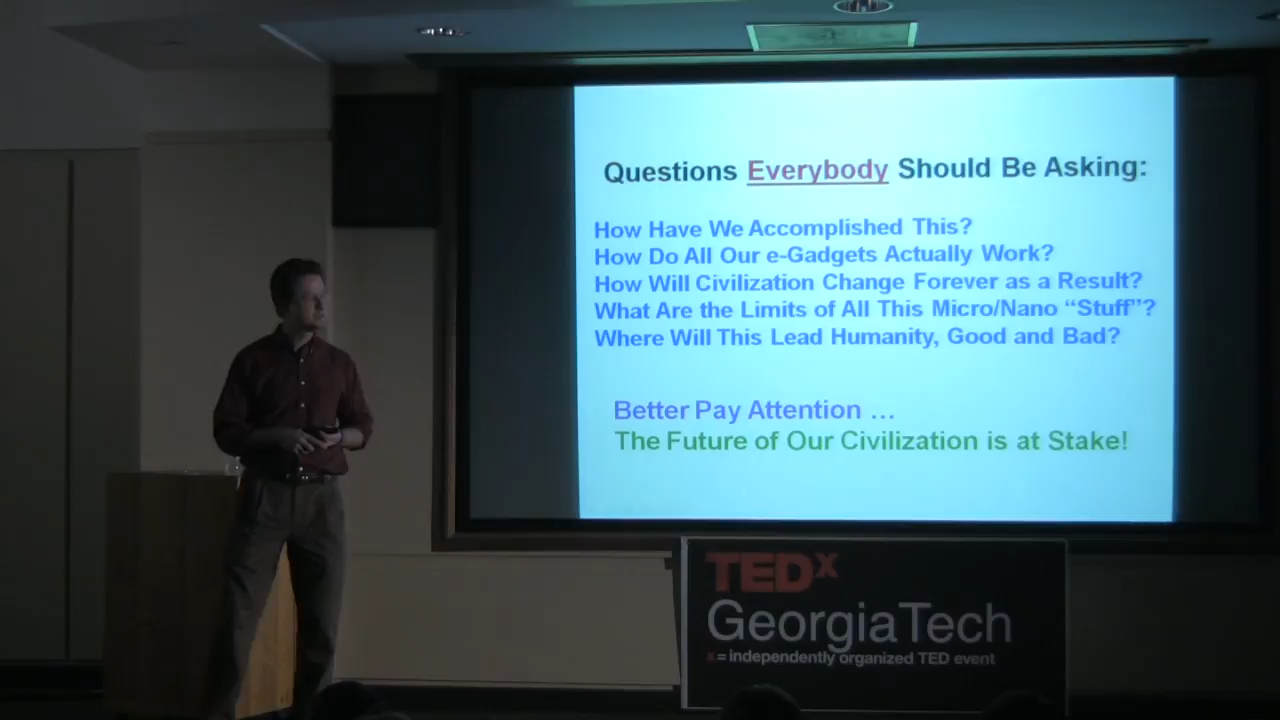 Questions Everybody Should Be Asking:
How Have We Accomplished This?
How Do All Our e-Gadgets Actually Work?
How Will Civilization Change Forever as a Result?
What Are the Limits of All This Micro/Nano “Stuff”?
Where Will This Lead Humanity, Good and Bad?
Better Pay Attention …
The Future of Our Civilization is at Stake!
TEDx
GeorgiaTech
x = independently organized TED event